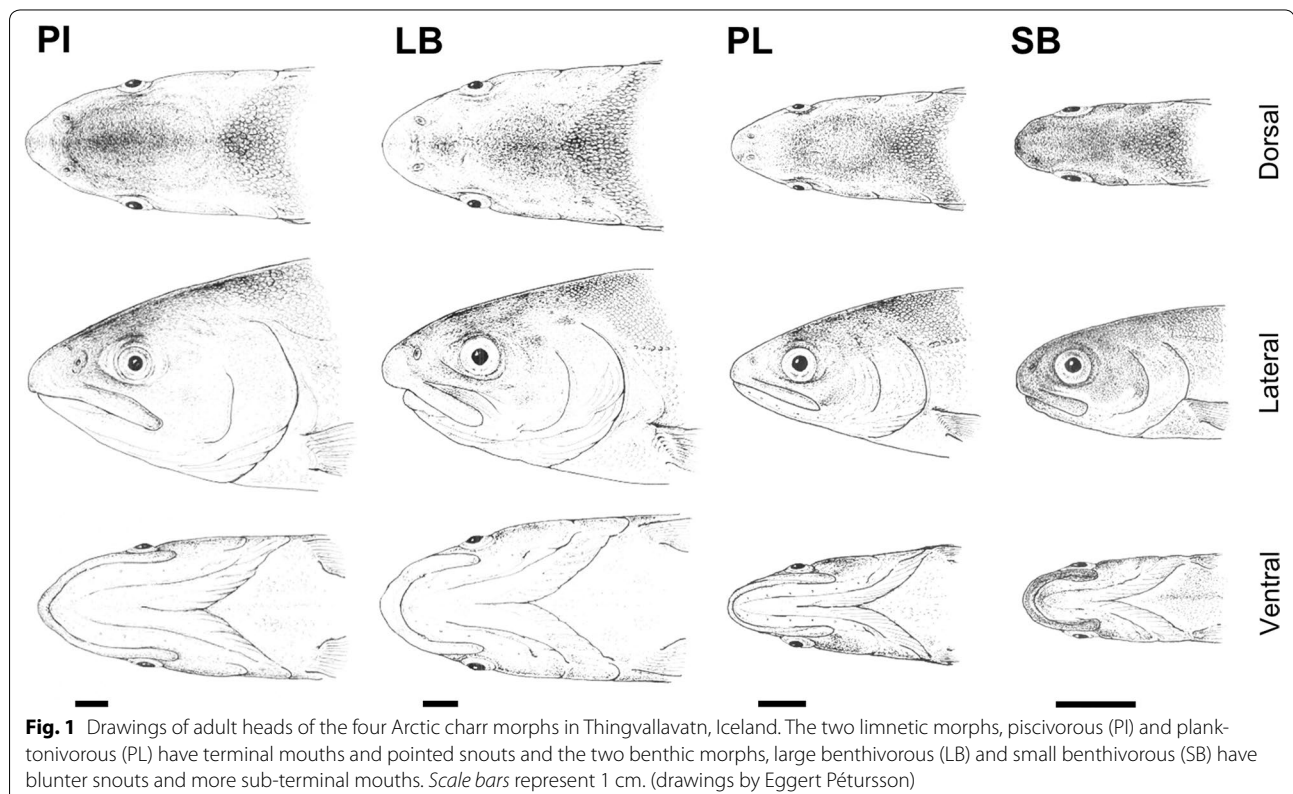 PI
LB
PL
SB
Dorsal
Lateral
Ventral
Fig. 1 Drawings of adult heads of the four Arctic charr morphs in Thingvallavatn, Iceland. The two limnetic morphs, piscivorous (PI) and plank-
tonivorous (PL) have terminal mouths and pointed snouts and the two benthic morphs, large benthivorous (LB) and small benthivorous (SB) have
blunter snouts and more sub-terminal mouths. Scale bars represent 1 cm. (drawings by Eggert Pétursson)